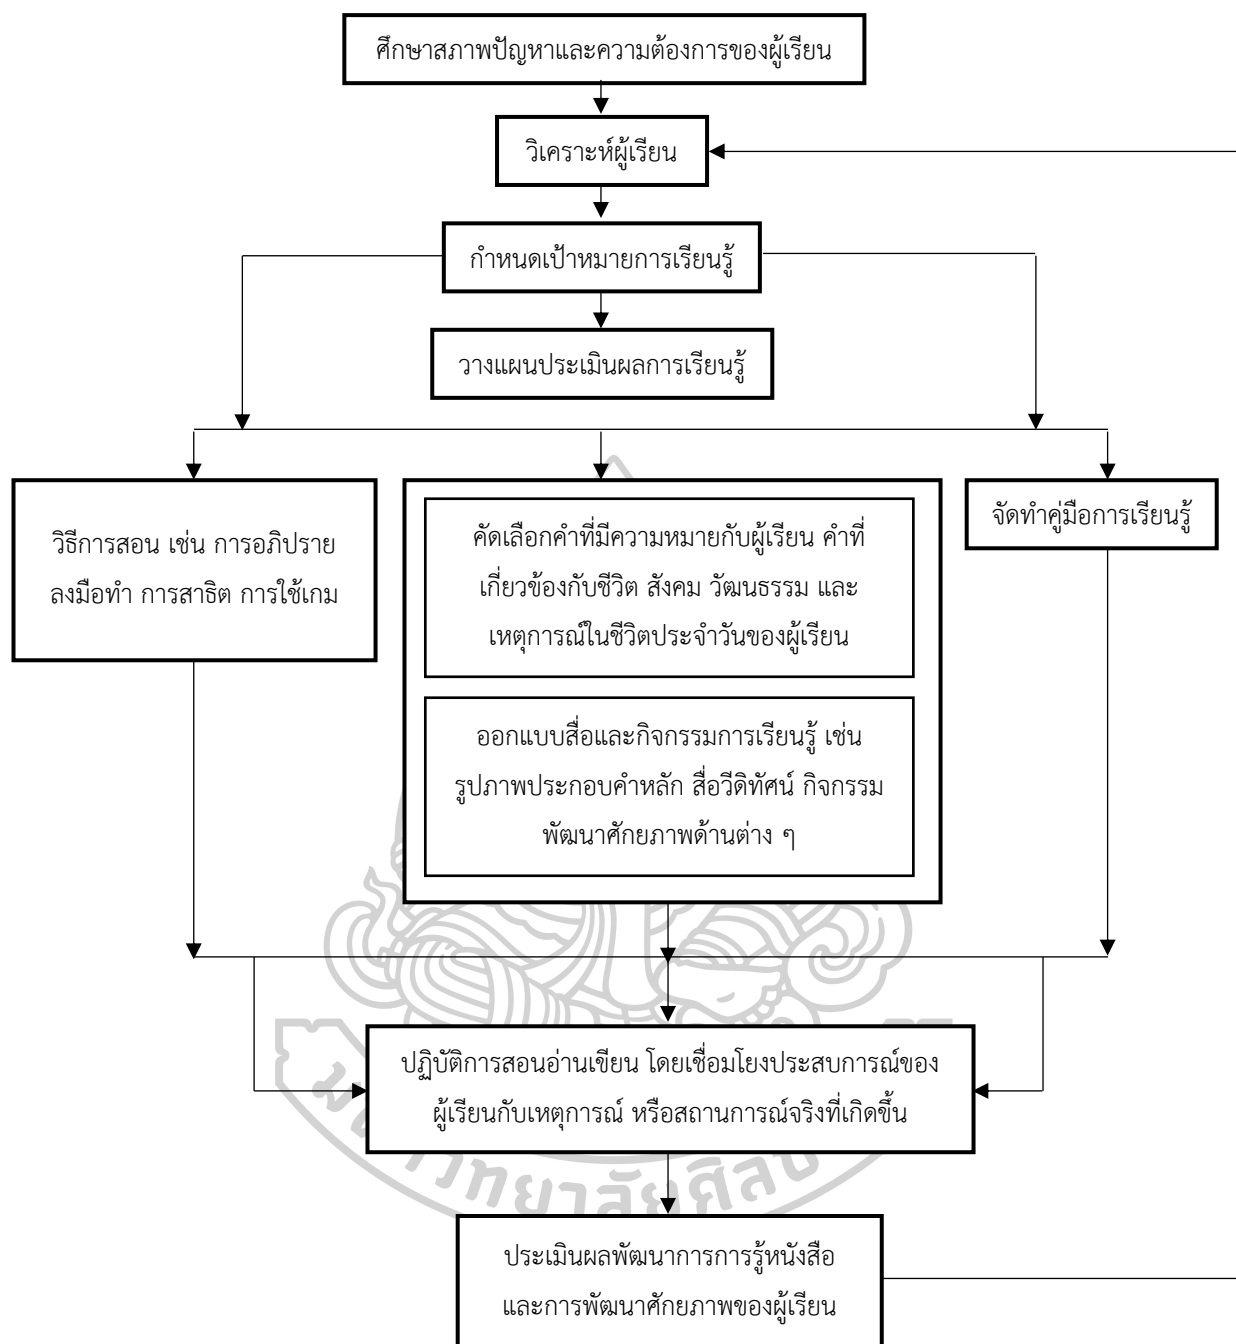 ศึกษาสภาพปัญหาและความต้องการของผู้เรียน
วิเคราะห์ผู้เรียน
กำหนดเป้าหมายการเรียนรู้
วางแผนประเมินผลการเรียนรู้
วิธีการสอน เช่น การอภิปราย
ลงมือทำ การสาธิต การใช้เกม
คัดเลือกคำที่มีความหมายกับผู้เรียน คำที่
เกี่ยวข้องกับชีวิต สังคม วัฒนธรรม และ
เหตุการณ์ในชีวิตประจำวันของผู้เรียน
ออกแบบสื่อและกิจกรรมการเรียนรู้ เช่น
รูปภาพประกอบคำหลัก สื่อวีดิทัศน์ กิจกรรม
พัฒนาศักยภาพด้านต่าง ๆ
จัดทำคู่มือการเรียนรู้
ปฏิบัติการสอนอ่านเขียน โดยเชื่อมโยงประสบการณ์ของ
ผู้เรียนกับเหตุการณ์ หรือสถานการณ์จริงที่เกิดขึ้น
ประเมินผลพัฒนาการการรู้หนังสือ
และการพัฒนาศักยภาพของผู้เรียน